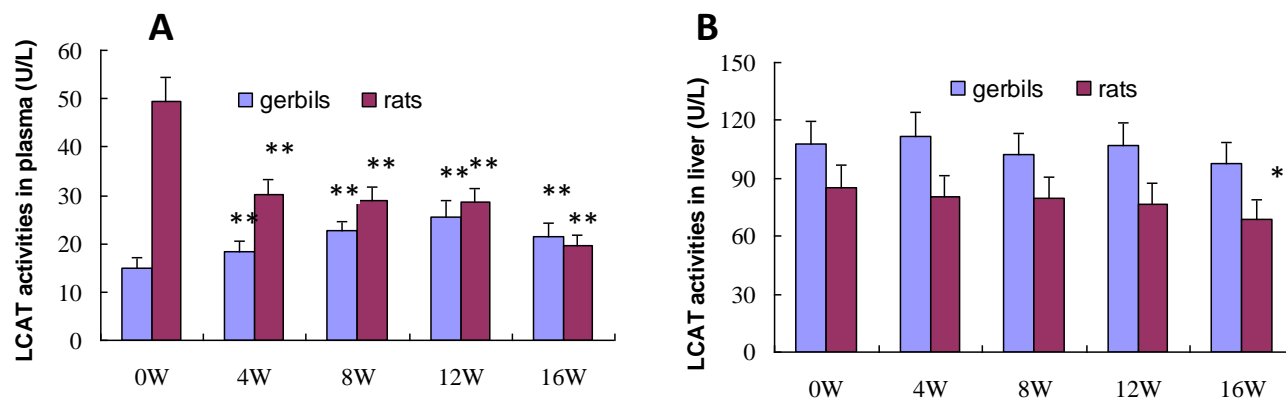 A
LCAT activities in plasma (U/L)
60
50
40
30
20
10
0
gerbils rats
** ** ** ** ** ** ** **
0W 4W 8W 12W 16W
B
LCAT activities in liver (U/L)
150
120
90
60
30
0
gerbils rats
*
0W 4W 8W 12W 16W